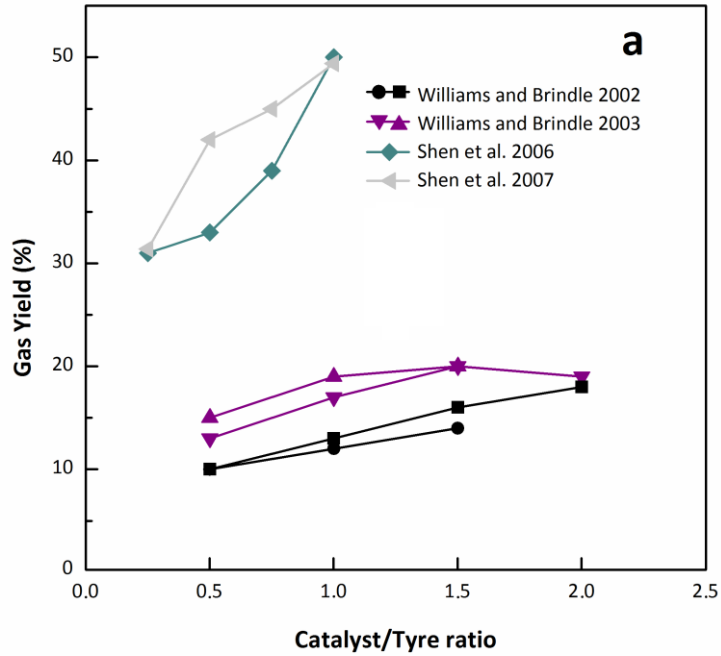 a
50
Williams and Brindle 2002
Williams and Brindle 2003
Shen et al. 2006
Shen et al. 2007
40
30
20
10
0
Gas Yield (%)
0.0 0.5 1.0 1.5 2.0 2.5
Catalyst/Tyre ratio